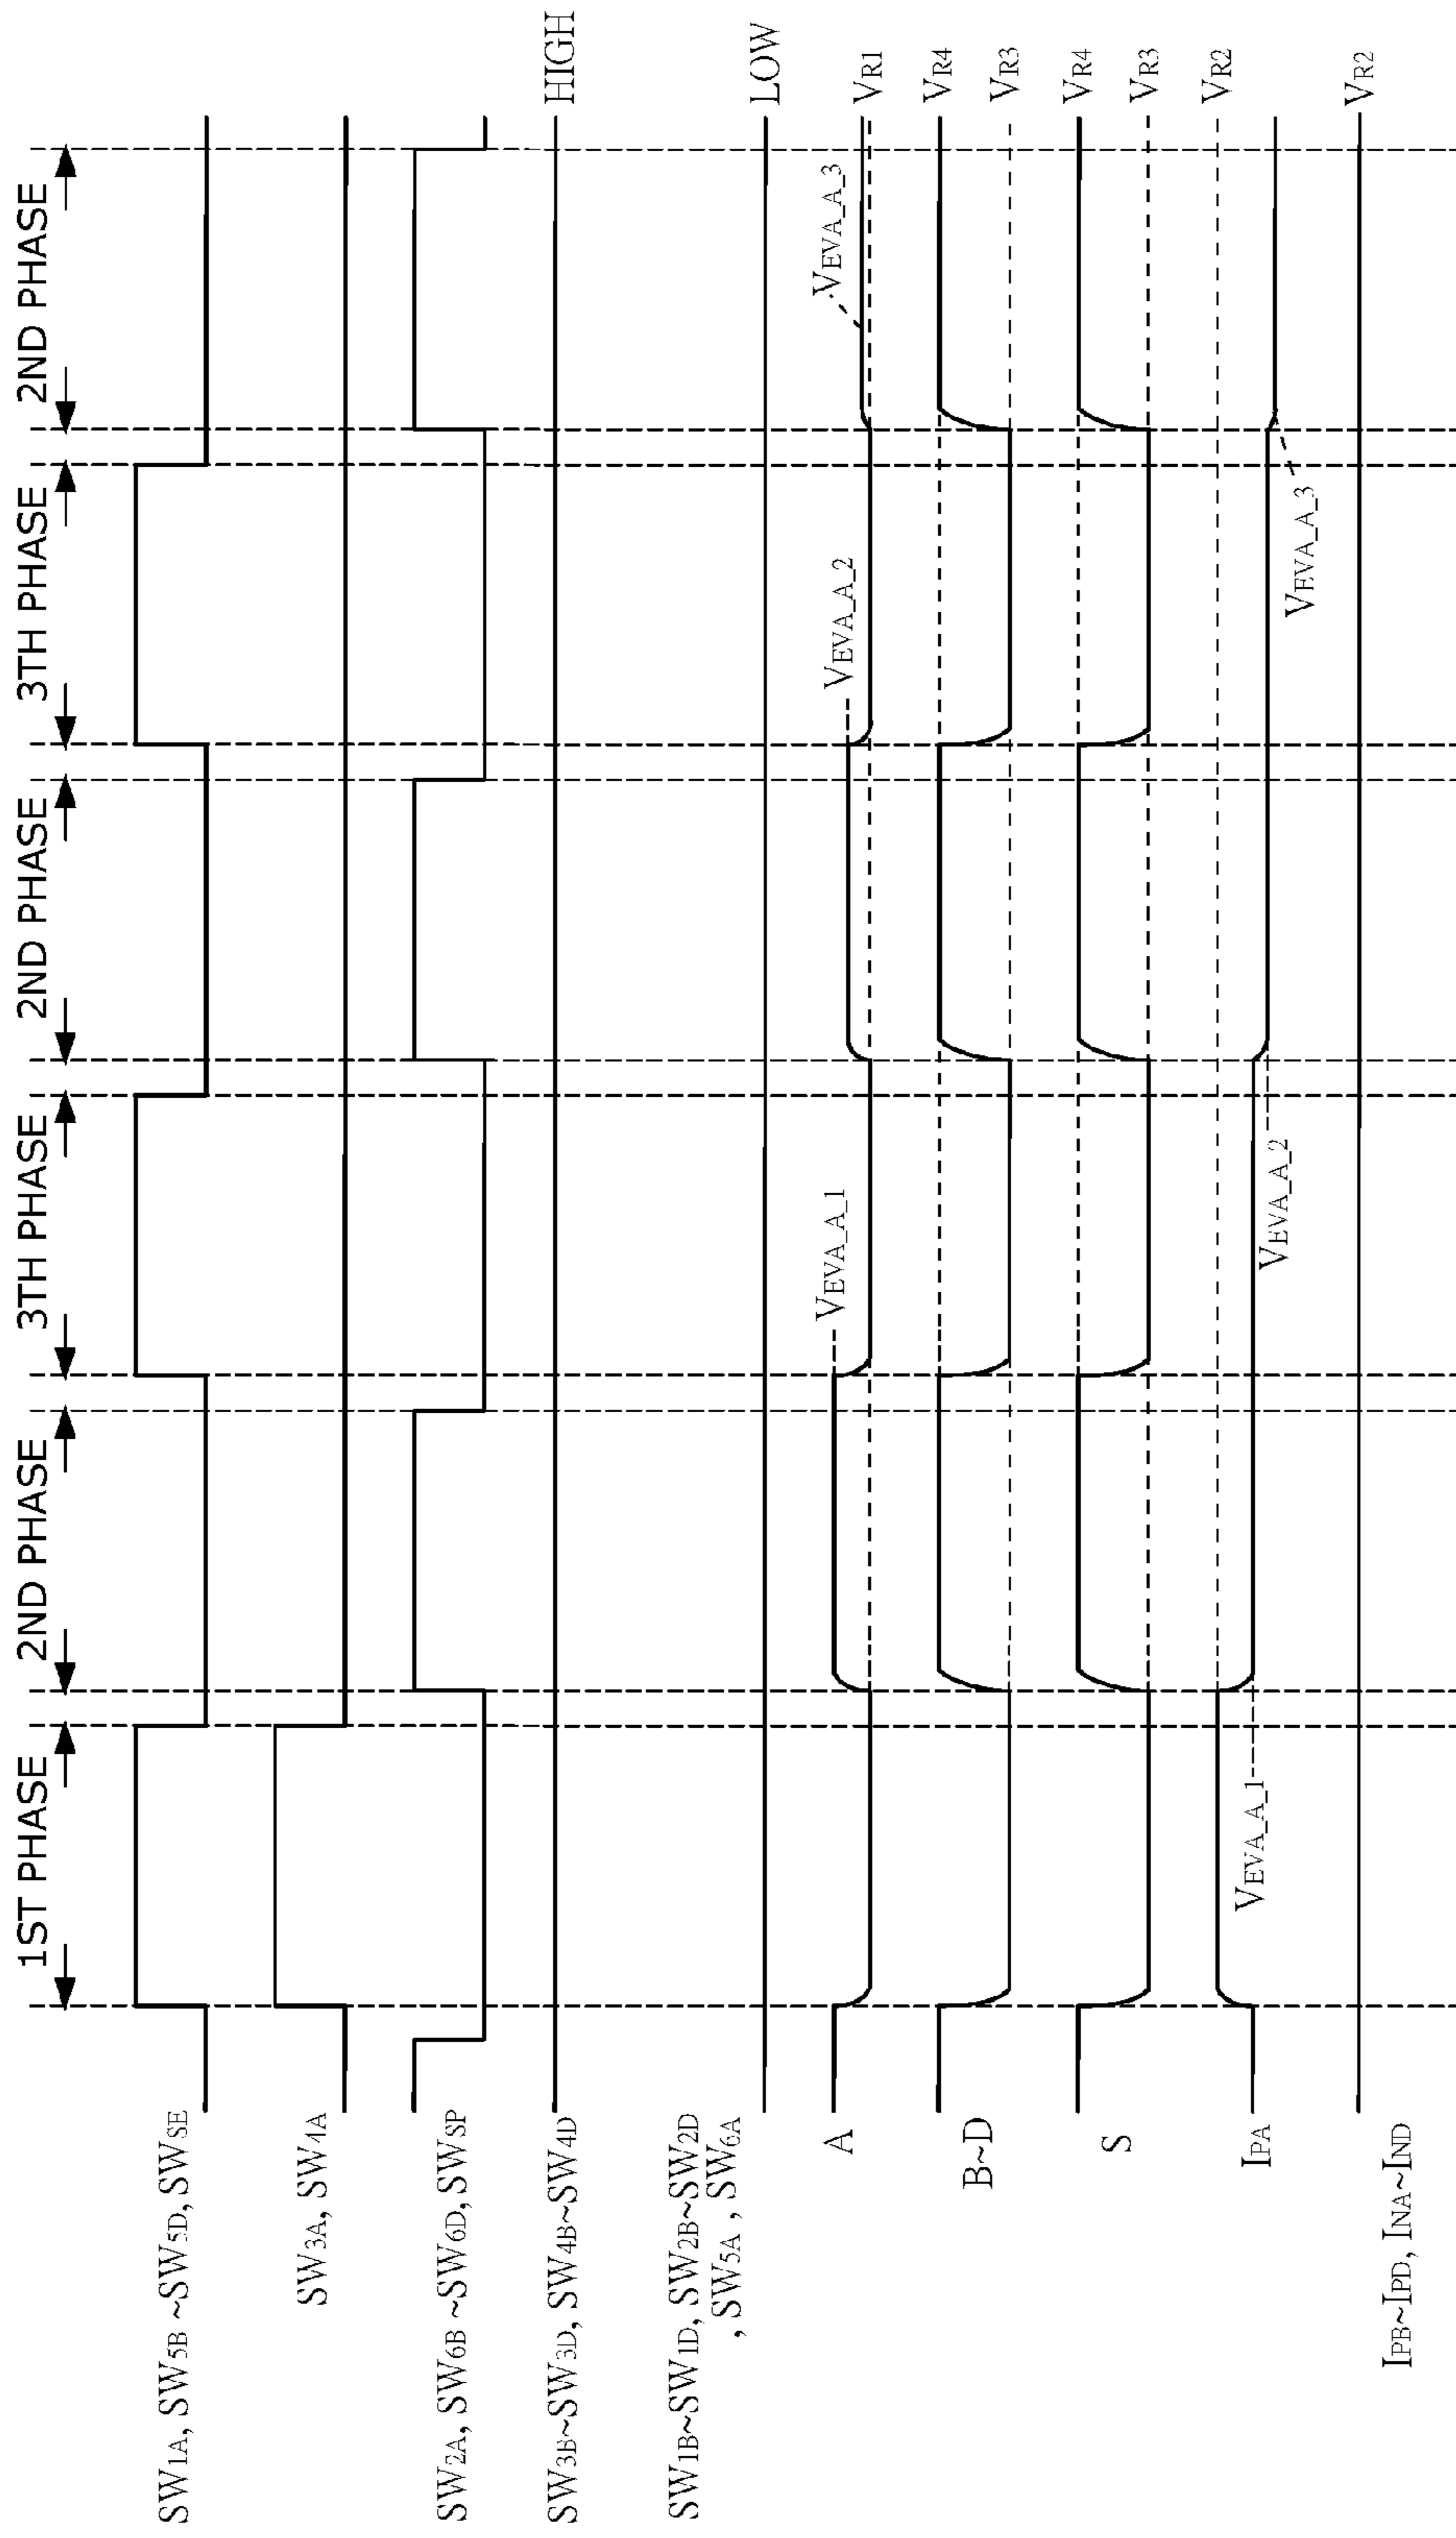 1ST PHASE
2ND PHASE
3TH PHASE
2ND PHASE
3TH PHASE
2ND PHASE
SW1A, SW5B ~SW5D, SWSE
SW3A, SW4A
SW2A, SW6B ~SW6D, SWSP
SW3B~SW3D, SW4B~SW4D
HIGH
SW1B~SW1D, SW2B~SW2D
, SW5A , SW6A
LOW
A
VEVA_A_1
VEVA_A_2
VEVA_A_3
VR1
B~D
VR4
VR3
S
VR4
VR3
IPA
VEVA_A_1
VEVA_A_2
VEVA_A_3
VR2
IPB~IPD, INA~IND
VR2